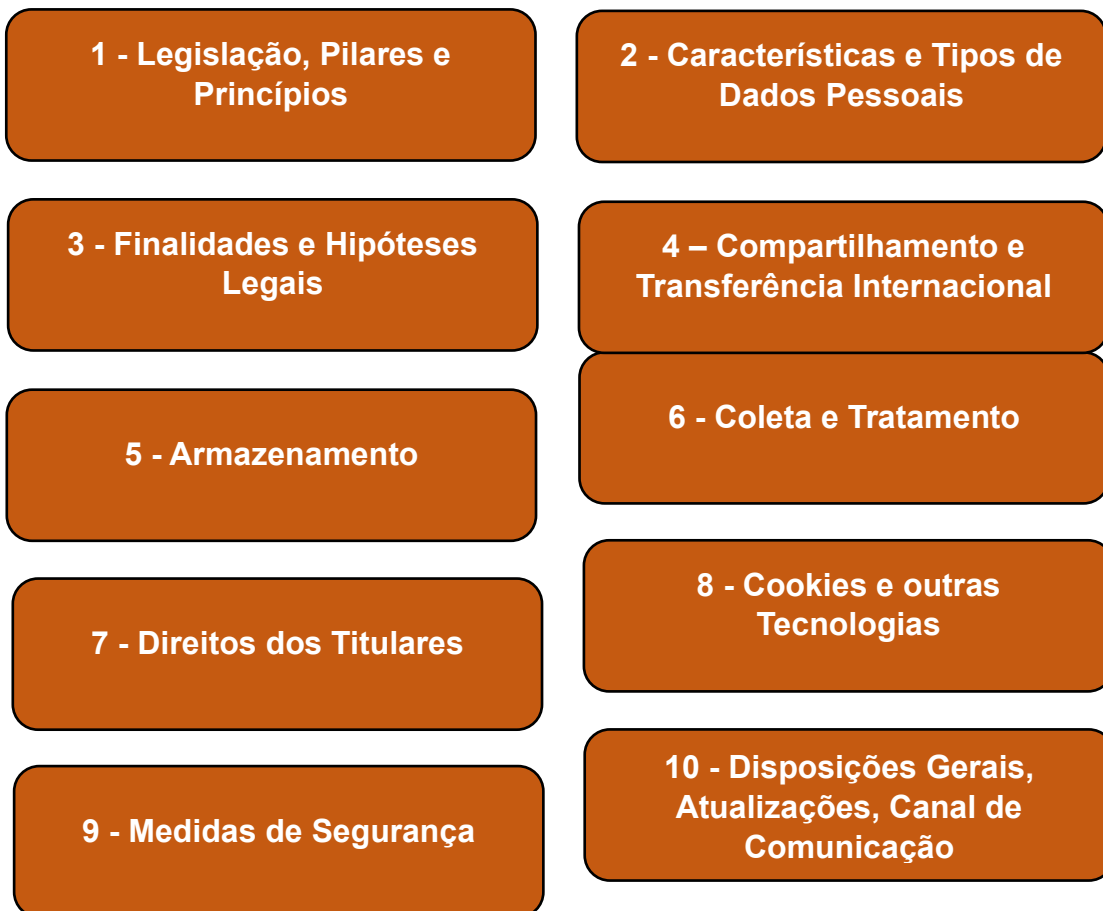 1 - Legislação, Pilares e
Princípios
2 - Características e Tipos de
Dados Pessoais
3 - Finalidades e Hipóteses
Legais
4 – Compartilhamento e
Transferência Internacional
5 - Armazenamento
6 - Coleta e Tratamento
7 - Direitos dos Titulares
8 - Cookies e outras
Tecnologias
9 - Medidas de Segurança
10 - Disposições Gerais,
Atualizações, Canal de
Comunicação